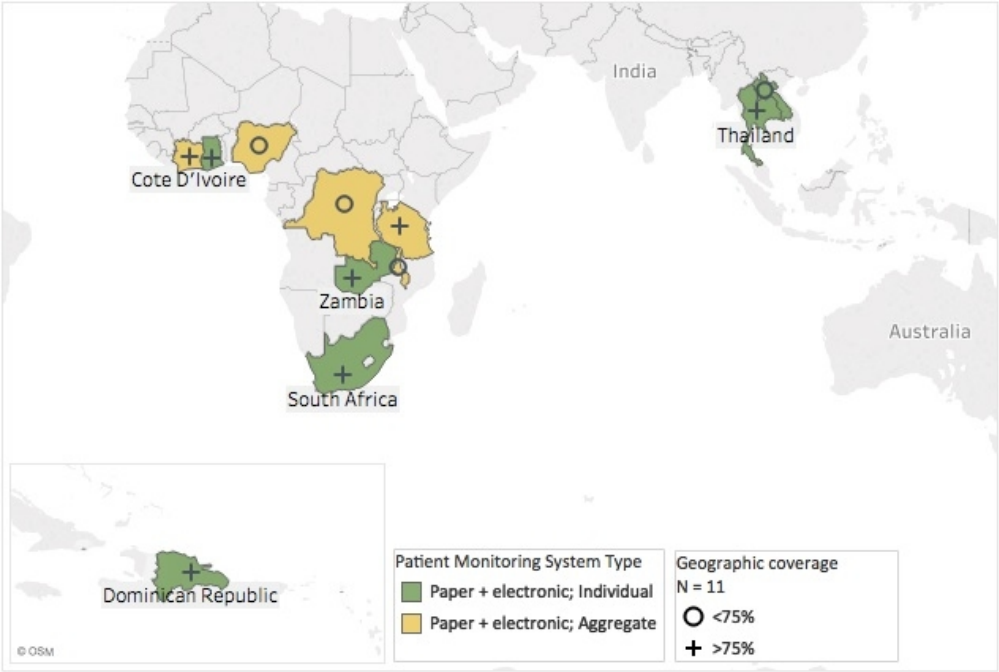 India
Thailand
Cote D'Ivoire
Zambia
Australia
South Africa
Dominican Republic
© OSM
Patient Monitoring System Type
Paper + electronic; Individual
Paper + electronic; Aggregate
Geographic coverage
N = 11
<75%
>75%